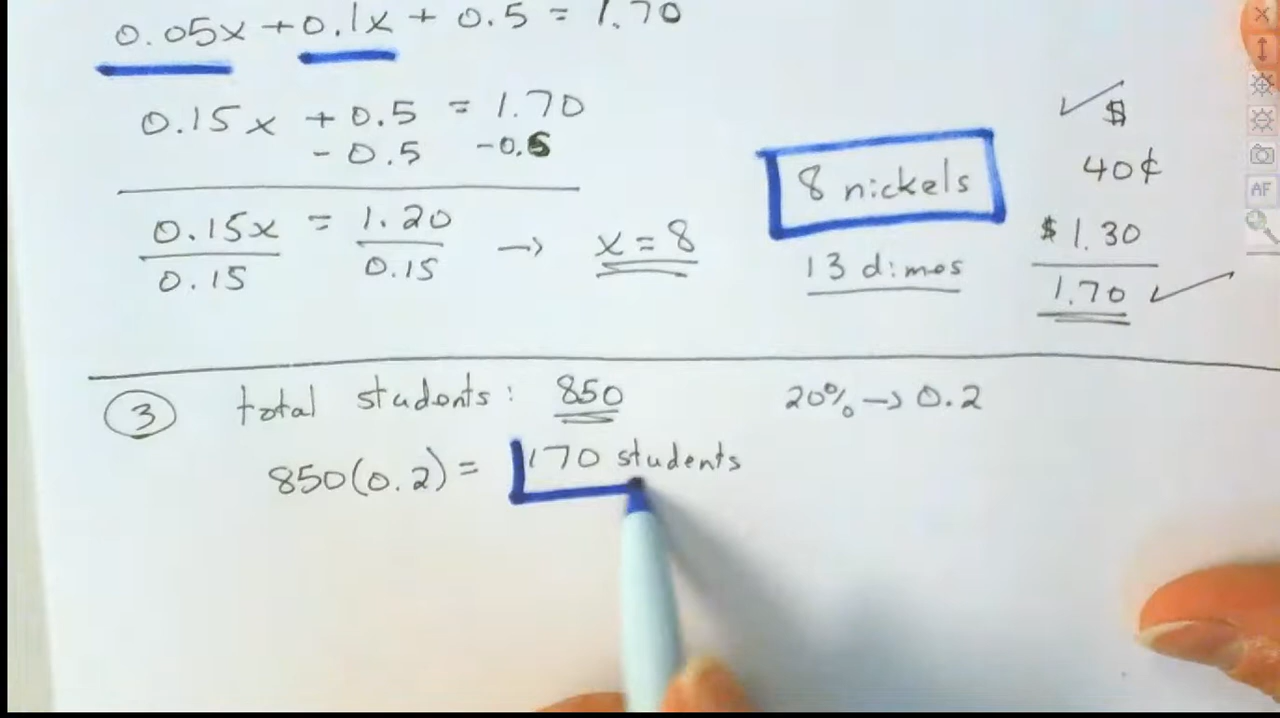 0.05x + 0.1x + 0.5 = 1.70
0.15x + 0.5 = 1.70
- 0.5 -0.5
0.15x = 1.20
0.15 0.15
→ x = 8
8 nickels
13 dimes
✓ $
40¢
$ 1.30
1.70 ✓
3 total students: 850 20% → 0.2
850(0.2) = 170 students
AF